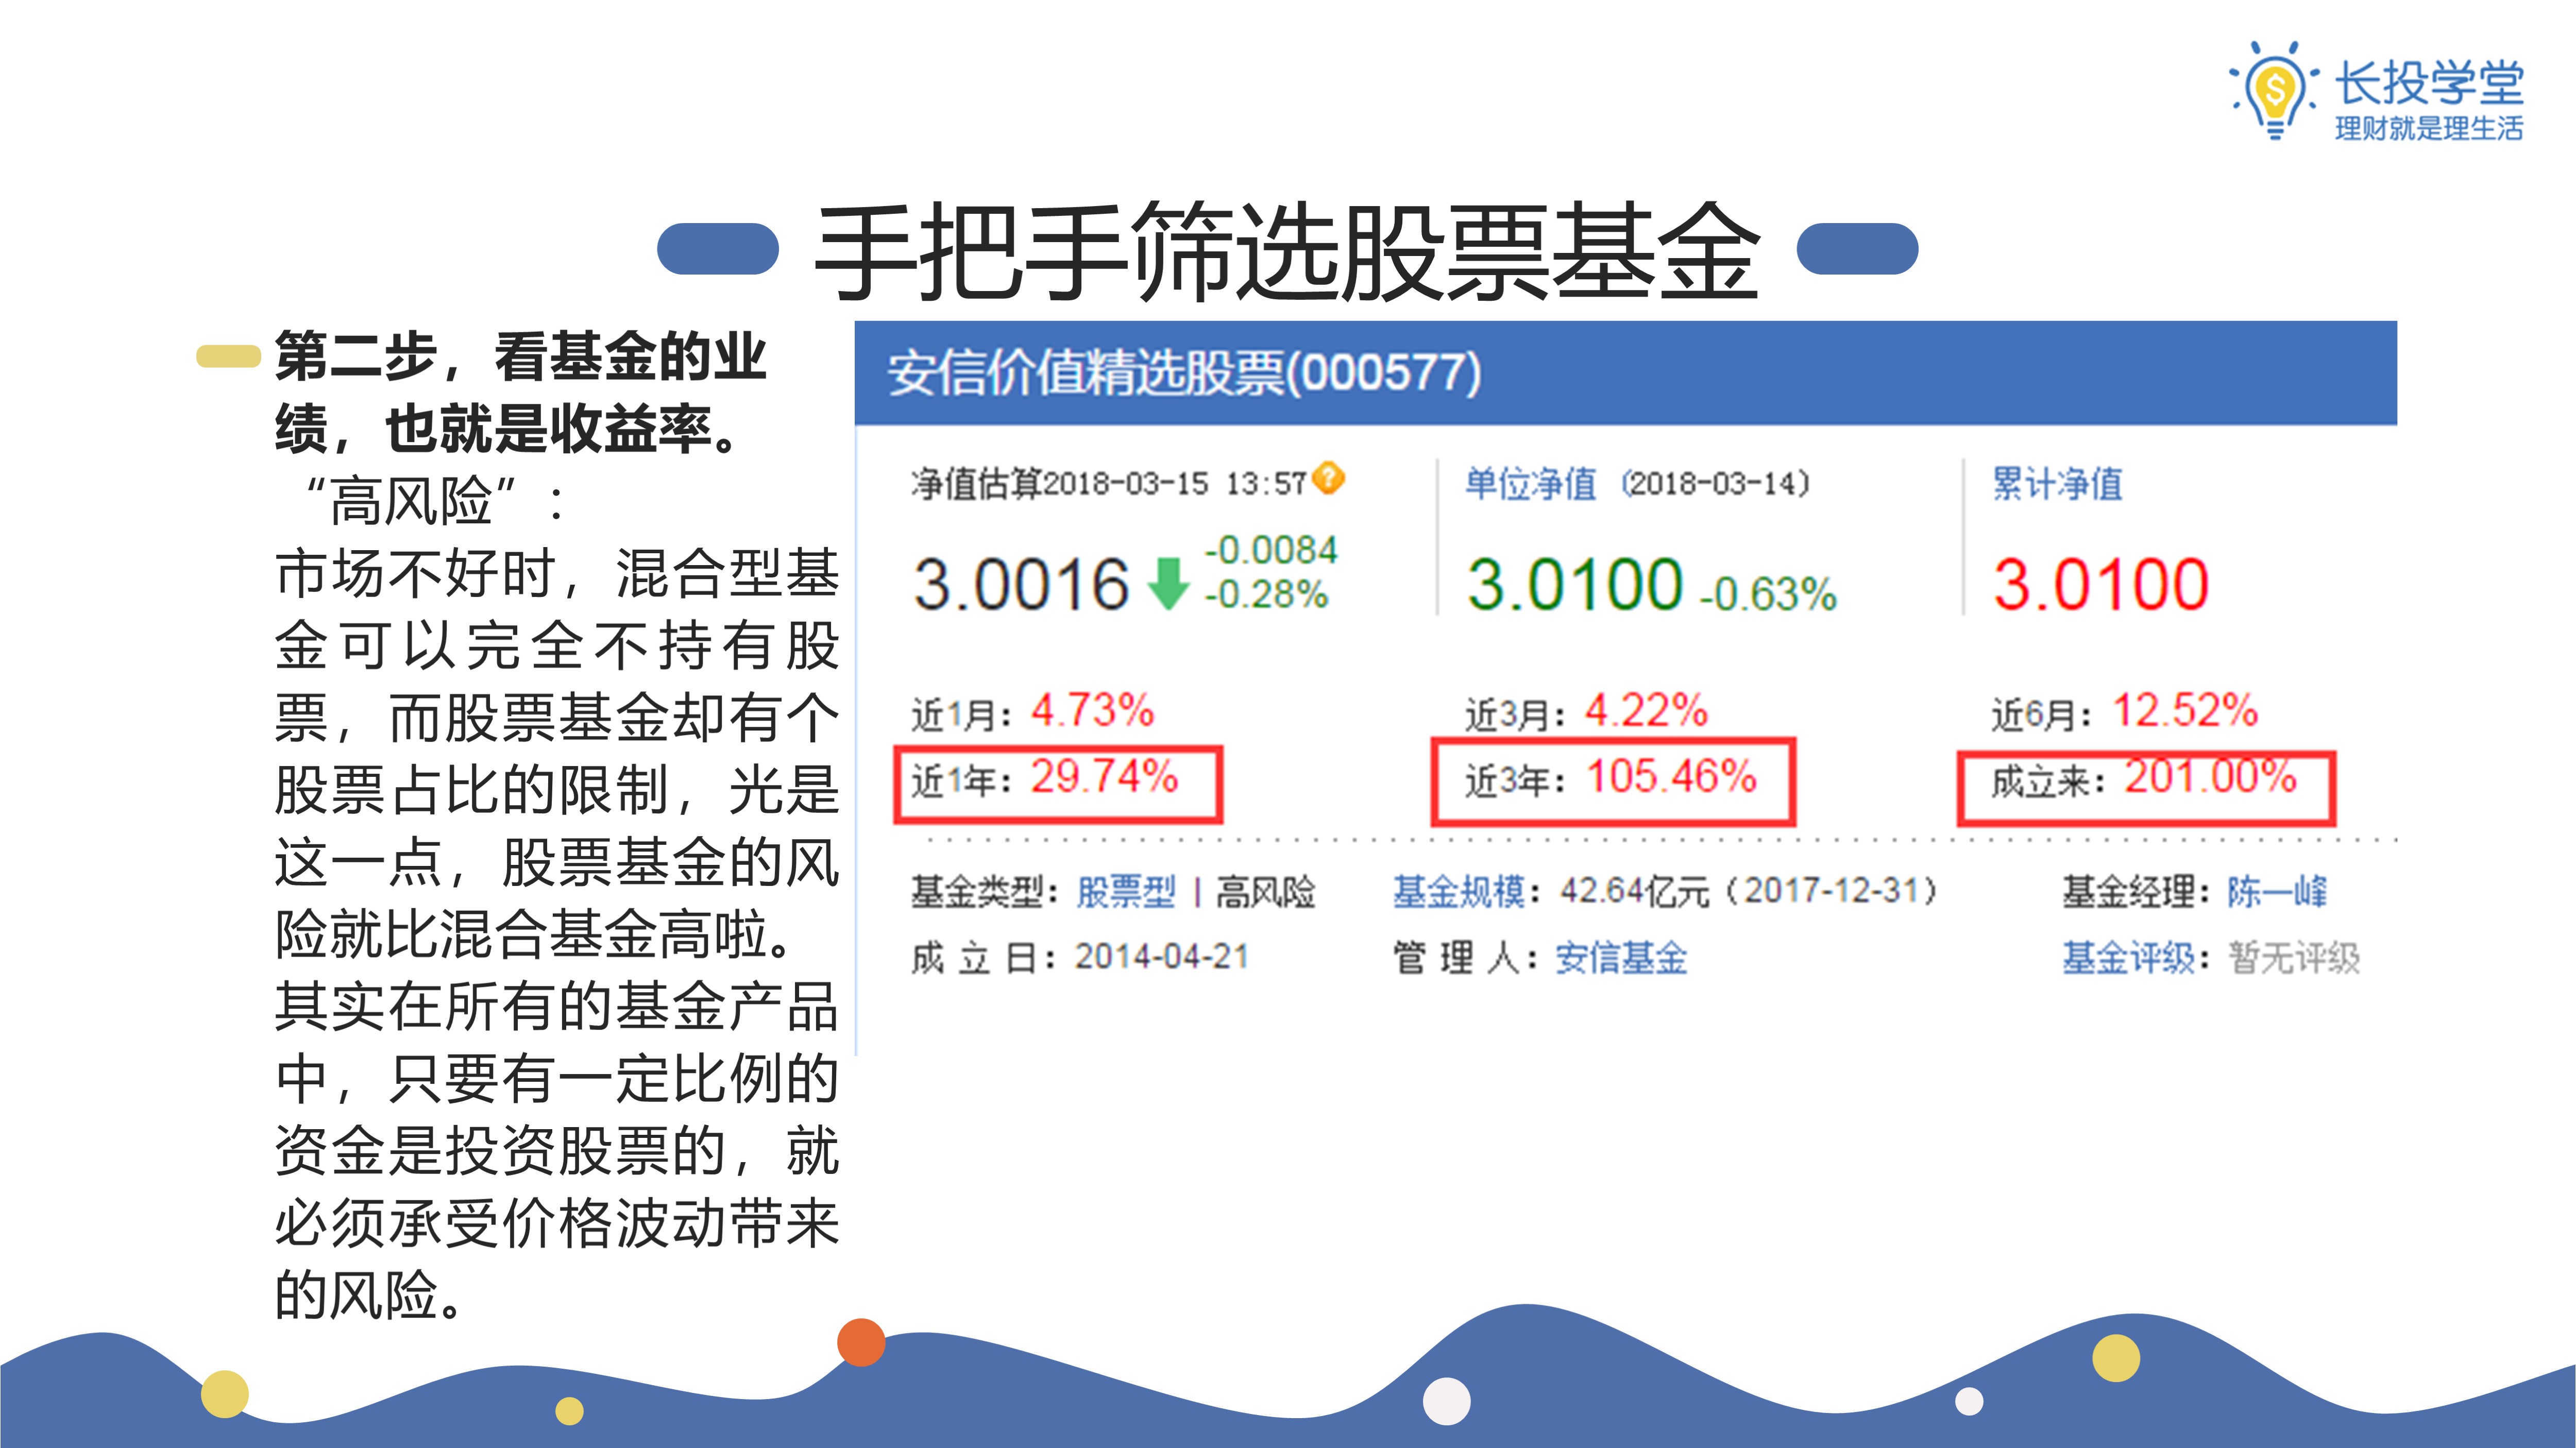 长投学堂
理财就是理生活
手把手筛选股票基金
第二步，看基金的业
绩，也就是收益率。
“高风险”：
市场不好时，混合型基
金可以完全不持有股
票，而股票基金却有个
股票占比的限制，光是
这一点，股票基金的风
险就比混合基金高啦。
其实在所有的基金产品
中，只要有一定比例的
资金是投资股票的，就
必须承受价格波动带来
的风险。
安信价值精选股票(000577)
净值估算2018-03-15 13:57 ? 单位净值（2018-03-14） 累计净值
3.0016 -0.0084 -0.28% 3.0100 -0.63% 3.0100
近1月：4.73% 近3月：4.22% 近6月：12.52%
近1年：29.74% 近3年：105.46% 成立来：201.00%
基金类型：股票型 | 高风险 基金规模：42.64亿元（2017-12-31） 基金经理：陈一峰
成 立 日：2014-04-21 管 理 人：安信基金 基金评级：暂无评级